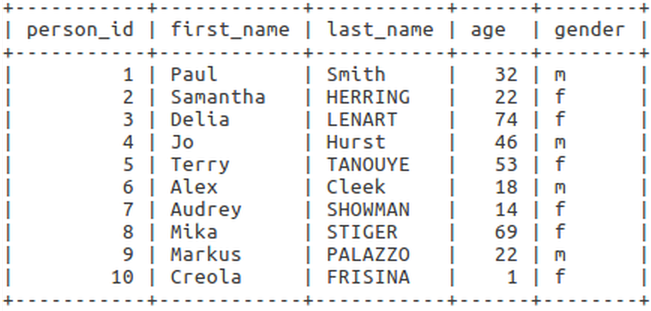 +-----------+------------+-----------+------+--------+
| person_id | first_name | last_name | age  | gender |
+-----------+------------+-----------+------+--------+
|         1 | Paul       | Smith     |   32 | m      |
|         2 | Samantha   | HERRING   |   22 | f      |
|         3 | Delia      | LENART    |   74 | f      |
|         4 | Jo         | Hurst     |   46 | m      |
|         5 | Terry      | TANOUYE   |   53 | f      |
|         6 | Alex       | Cleek     |   18 | m      |
|         7 | Audrey     | SHOWMAN   |   14 | f      |
|         8 | Mika       | STIGER    |   69 | f      |
|         9 | Markus     | PALAZZO   |   22 | m      |
|        10 | Creola     | FRISINA   |    1 | f      |
+-----------+------------+-----------+------+--------+